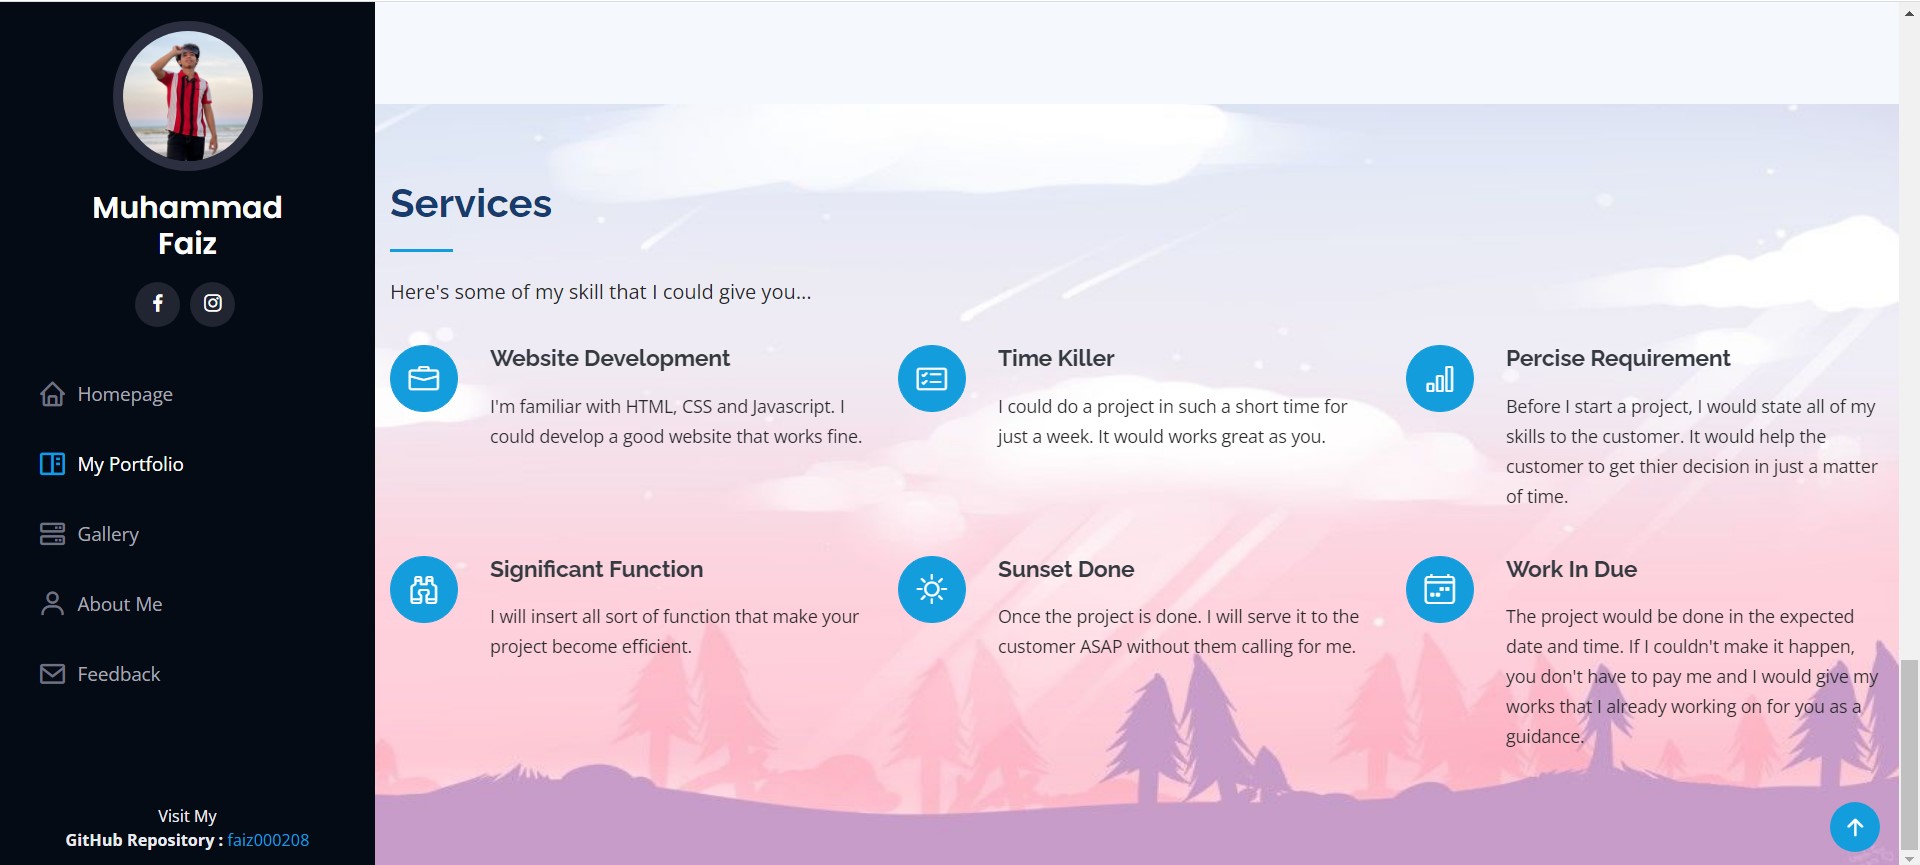 Muhammad
Faiz
Homepage
My Portfolio
Gallery
About Me
Feedback
Visit My
GitHub Repository : faiz000208
Services
Here's some of my skill that I could give you...
Website Development
I'm familiar with HTML, CSS and Javascript. I
could develop a good website that works fine.
Time Killer
I could do a project in such a short time for
just a week. It would works great as you.
Percise Requirement
Before I start a project, I would state all of my
skills to the customer. It would help the
customer to get thier decision in just a matter
of time.
Significant Function
I will insert all sort of function that make your
project become efficient.
Sunset Done
Once the project is done. I will serve it to the
customer ASAP without them calling for me.
Work In Due
The project would be done in the expected
date and time. If I couldn't make it happen,
you don't have to pay me and I would give my
works that I already working on for you as a
guidance.